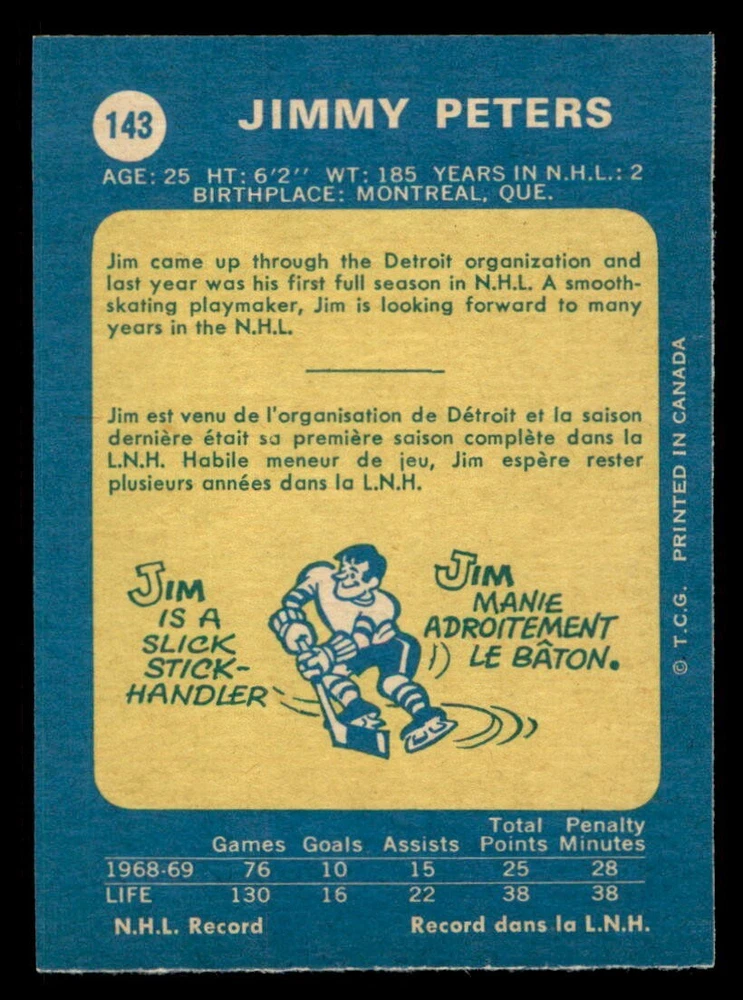 143
JIMMY PETERS
AGE: 25 HT: 6'2'' WT: 185 YEARS IN N.H.L.: 2
BIRTHPLACE: MONTREAL, QUE.
Jim came up through the Detroit organization and
last year was his first full season in N.H.L. A smooth-
skating playmaker, Jim is looking forward to many
years in the N.H.L.
Jim est venu de l'organisation de Détroit et la saison
dernière était sa première saison complète dans la
L.N.H. Habile meneur de jeu, Jim espère rester
plusieurs années dans la L.N.H.
JIM
IS A
SLICK
STICK-
HANDLER
JIM
MANIE
ADROITEMENT
LE BÂTON.
© T.C.G. PRINTED IN CANADA
Total Penalty
Games Goals Assists Points Minutes
1968-69 76 10 15 25 28
LIFE 130 16 22 38 38
N.H.L. Record Record dans la L.N.H.